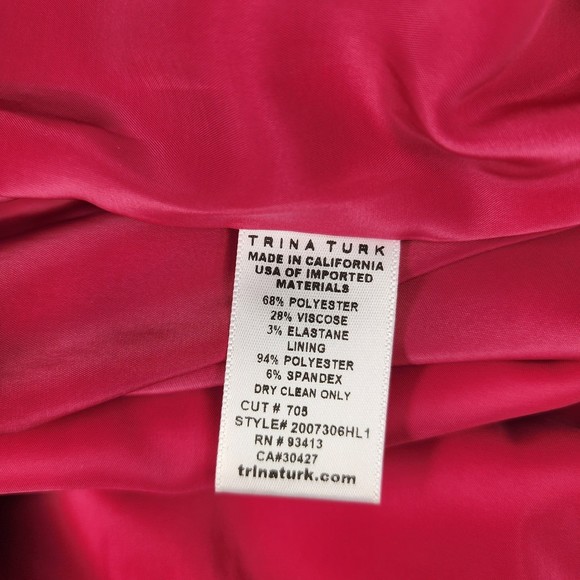 TRINA TURK
MADE IN CALIFORNIA
USA OF IMPORTED
MATERIALS
68% POLYESTER
28% VISCOSE
3% ELASTANE
LINING
94% POLYESTER
6% SPANDEX
DRY CLEAN ONLY
CUT # 705
STYLE# 2007306HL1
RN # 93413
CA#30427
trinaturk.com